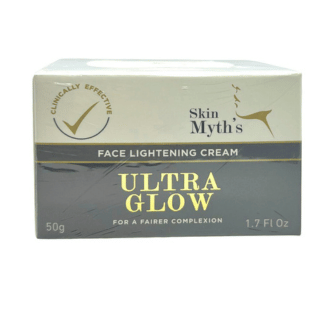 CLINICALLY EFFECTIVE
Skin
Myth's
FACE LIGHTENING CREAM
ULTRA
GLOW
50g
FOR A FAIRER COMPLEXION
1.7 Fl Oz